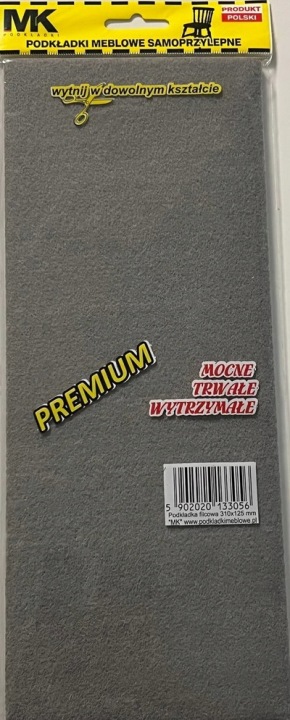 MK
PODKŁADKI
PRODUKT
POLSKI
PODKŁADKI MEBLOWE SAMOPRZYLEPNE
wytnij w dowolnym kształcie
PREMIUM
MOCNE
TRWAŁE
WYTRZYMAŁE
5 902020 133056
Podkładka filcowa 310x125 mm
"MK" www.podkladkimeblowe.pl